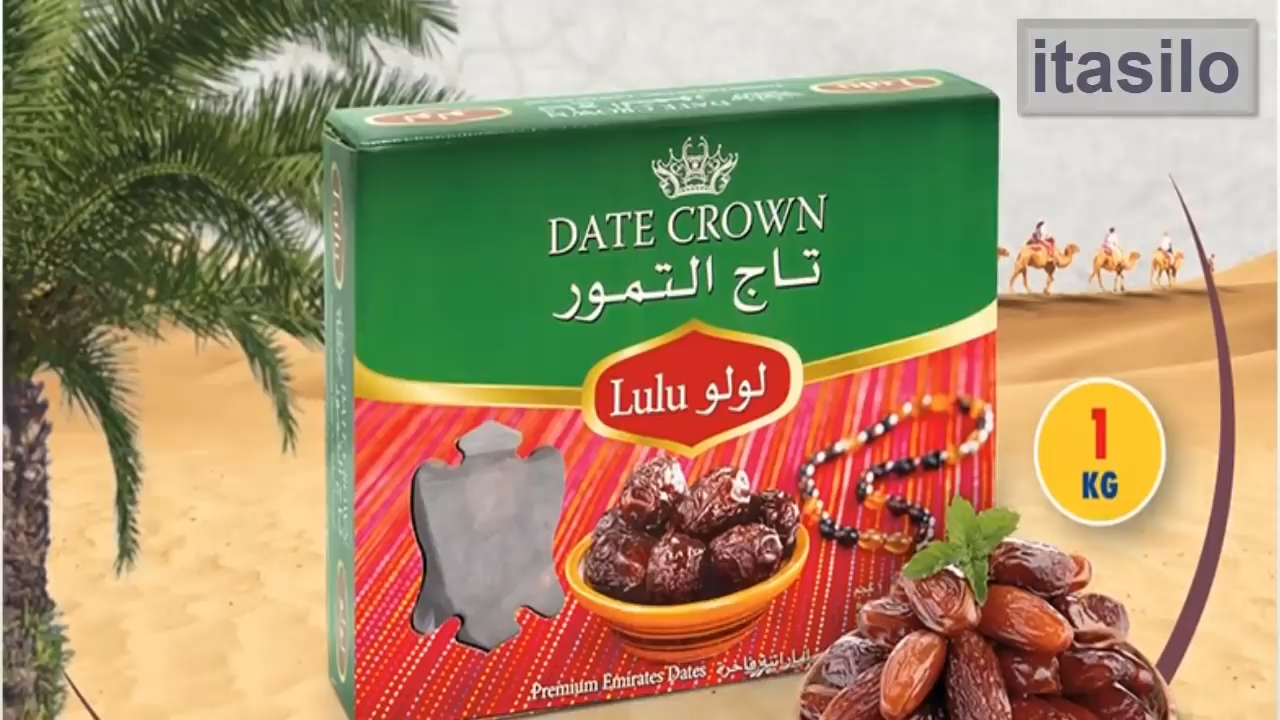 itasilo
DATE CROWN
تاج التمور
Lulu لولو
1
KG
Premium Emirates Dates